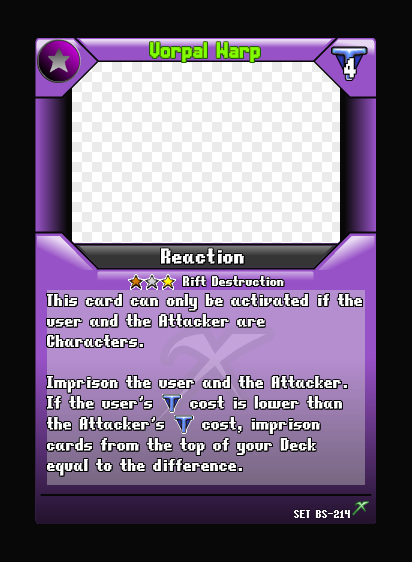 Vorpal Harp
4
Reaction
Rift Destruction
This card can only be activated if the
user and the Attacker are
Characters.
Imprison the user and the Attacker.
If the user's cost is lower than
the Attacker's cost, imprison
cards from the top of your Deck
equal to the difference.
SET BS-214